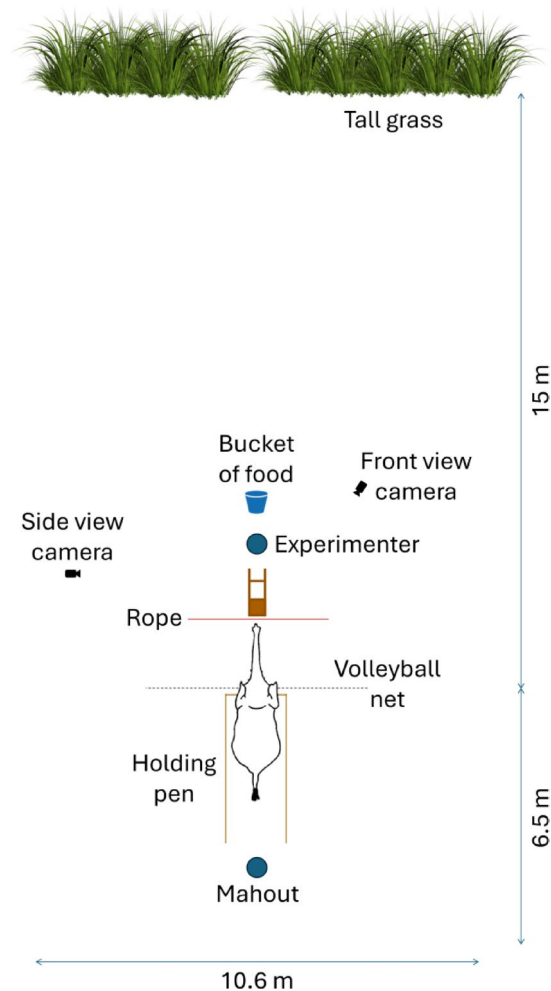 Tall grass
15 m
Bucket
of food
Front view
camera
Side view
camera
Experimenter
Rope
Volleyball
net
Holding
pen
6.5 m
Mahout
10.6 m